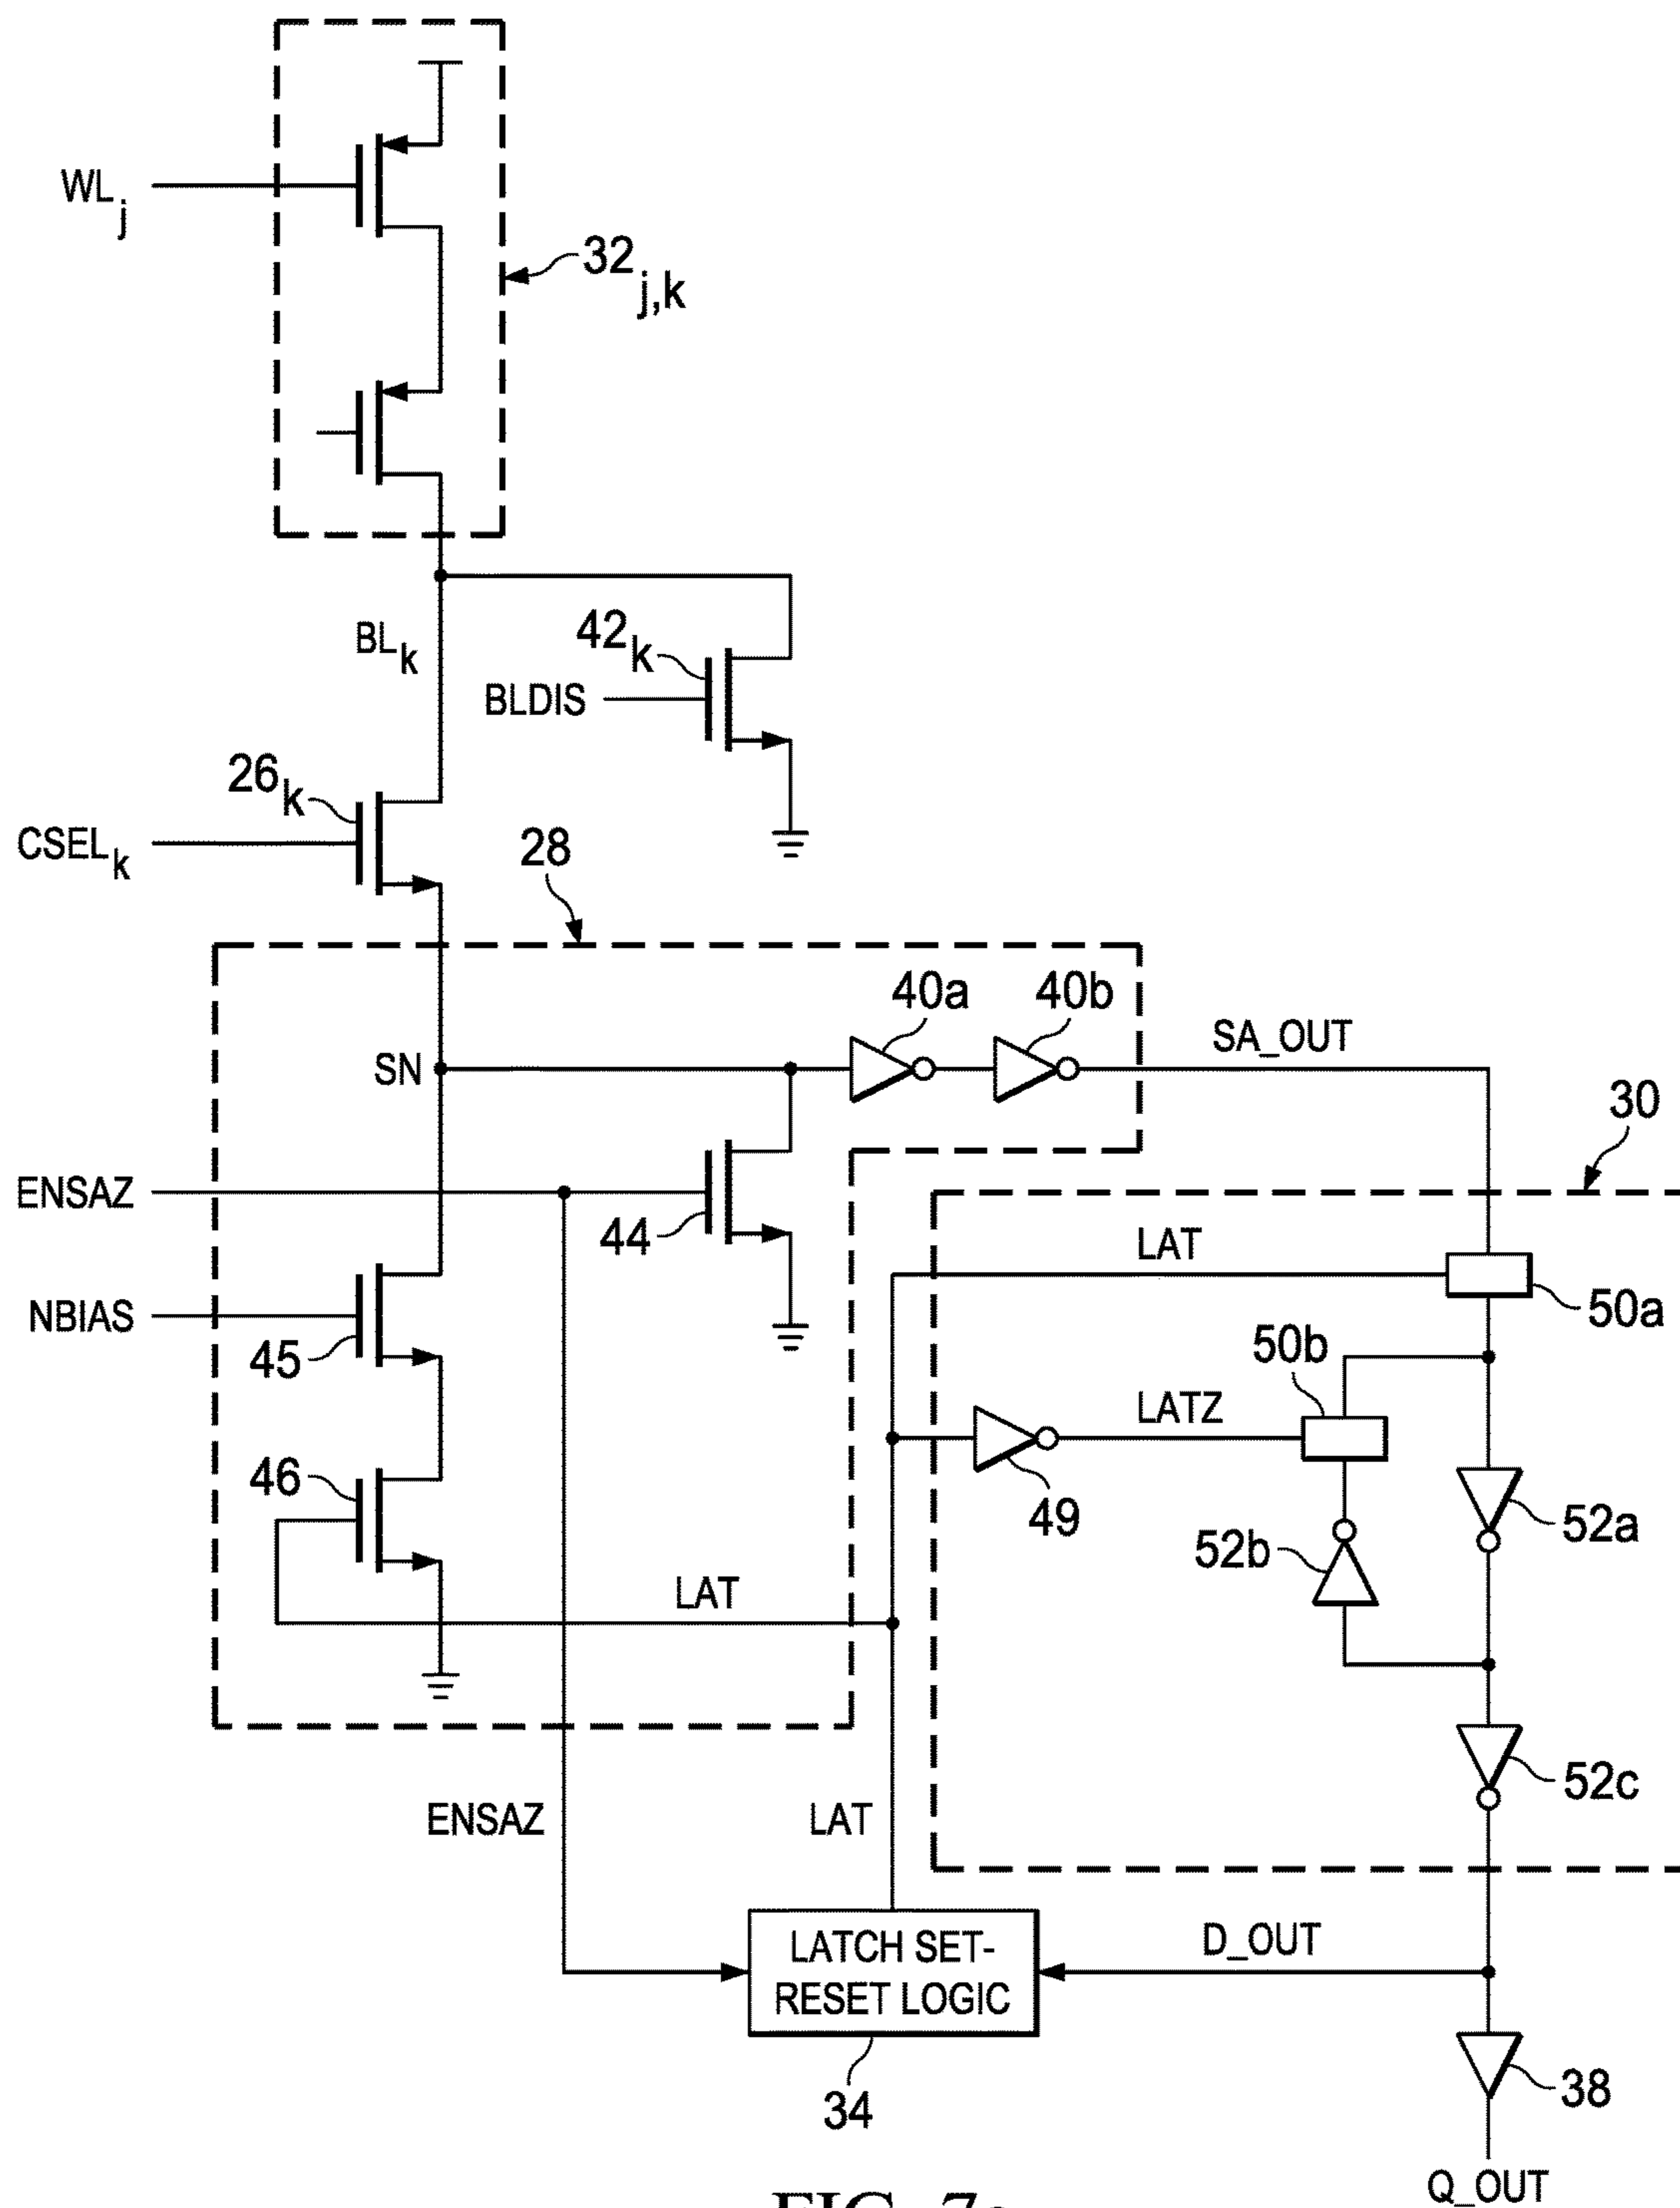 WLj
32j,k
BLk
42k
BLDIS
26k
CSELk
28
40a
40b
SA_OUT
SN
30
ENSAZ
44
LAT
50a
NBIAS
45
50b
LATZ
46
49
52a
52b
LAT
52c
ENSAZ
LAT
LATCH SET-
RESET LOGIC
D_OUT
34
38
Q_OUT